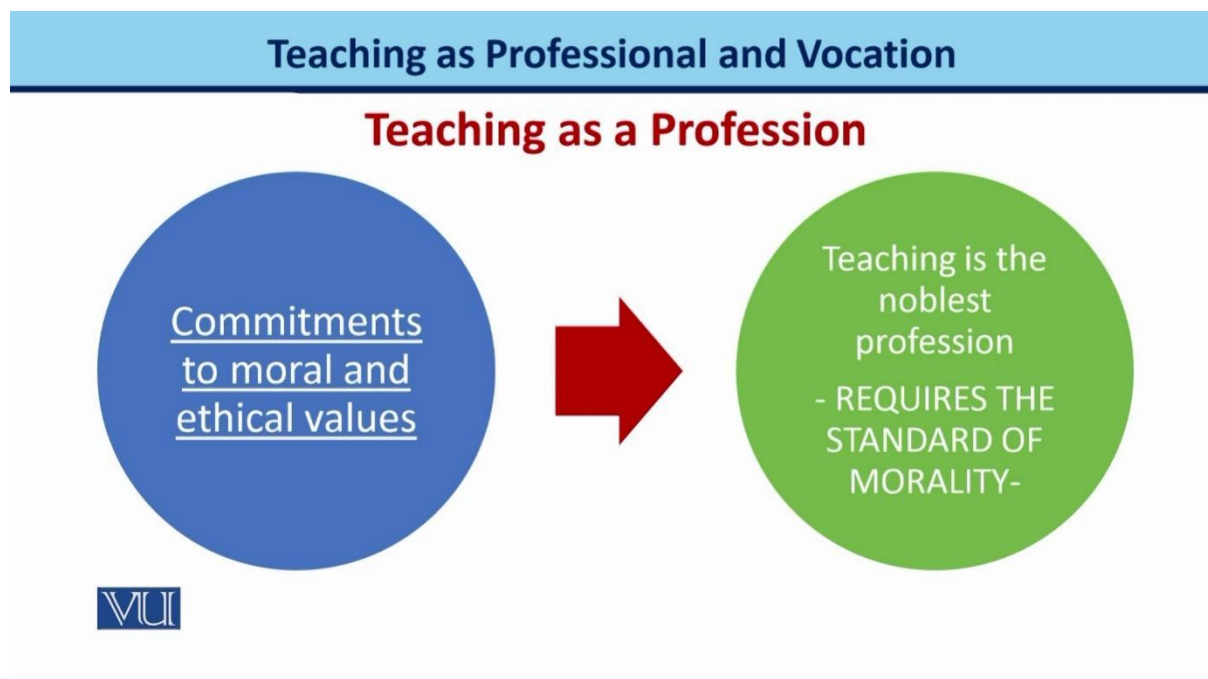 Teaching as Professional and Vocation
Teaching as a Profession
Commitments
to moral and
ethical values
Teaching is the
noblest
profession
- REQUIRES THE
STANDARD OF
MORALITY-
VU